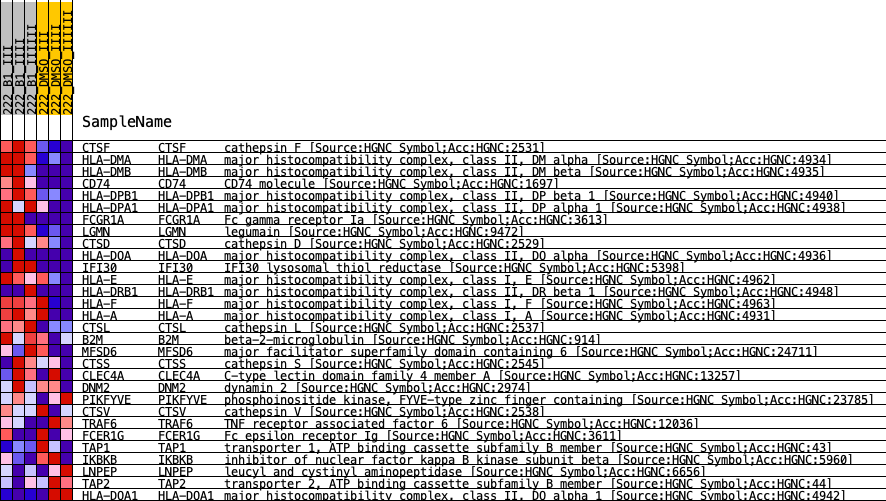 222_B1_III
222_B1_IIII
222_B1_IIIIII
222_DMSO_III
222_DMSO_IIII
222_DMSO_IIIIII
SampleName
CTSF CTSF cathepsin F [Source:HGNC Symbol;Acc:HGNC:2531]
HLA-DMA HLA-DMA major histocompatibility complex, class II, DM alpha [Source:HGNC Symbol;Acc:HGNC:4934]
HLA-DMB HLA-DMB major histocompatibility complex, class II, DM beta [Source:HGNC Symbol;Acc:HGNC:4935]
CD74 CD74 CD74 molecule [Source:HGNC Symbol;Acc:HGNC:1697]
HLA-DPB1 HLA-DPB1 major histocompatibility complex, class II, DP beta 1 [Source:HGNC Symbol;Acc:HGNC:4940]
HLA-DPA1 HLA-DPA1 major histocompatibility complex, class II, DP alpha 1 [Source:HGNC Symbol;Acc:HGNC:4938]
FCGR1A FCGR1A Fc gamma receptor Ia [Source:HGNC Symbol;Acc:HGNC:3613]
LGMN LGMN legumain [Source:HGNC Symbol;Acc:HGNC:9472]
CTSD CTSD cathepsin D [Source:HGNC Symbol;Acc:HGNC:2529]
HLA-DOA HLA-DOA major histocompatibility complex, class II, DO alpha [Source:HGNC Symbol;Acc:HGNC:4936]
IFI30 IFI30 IFI30 lysosomal thiol reductase [Source:HGNC Symbol;Acc:HGNC:5398]
HLA-E HLA-E major histocompatibility complex, class I, E [Source:HGNC Symbol;Acc:HGNC:4962]
HLA-DRB1 HLA-DRB1 major histocompatibility complex, class II, DR beta 1 [Source:HGNC Symbol;Acc:HGNC:4948]
HLA-F HLA-F major histocompatibility complex, class I, F [Source:HGNC Symbol;Acc:HGNC:4963]
HLA-A HLA-A major histocompatibility complex, class I, A [Source:HGNC Symbol;Acc:HGNC:4931]
CTSL CTSL cathepsin L [Source:HGNC Symbol;Acc:HGNC:2537]
B2M B2M beta-2-microglobulin [Source:HGNC Symbol;Acc:HGNC:914]
MFSD6 MFSD6 major facilitator superfamily domain containing 6 [Source:HGNC Symbol;Acc:HGNC:24711]
CTSS CTSS cathepsin S [Source:HGNC Symbol;Acc:HGNC:2545]
CLEC4A CLEC4A C-type lectin domain family 4 member A [Source:HGNC Symbol;Acc:HGNC:13257]
DNM2 DNM2 dynamin 2 [Source:HGNC Symbol;Acc:HGNC:2974]
PIKFYVE PIKFYVE phosphoinositide kinase, FYVE-type zinc finger containing [Source:HGNC Symbol;Acc:HGNC:23785]
CTSV CTSV cathepsin V [Source:HGNC Symbol;Acc:HGNC:2538]
TRAF6 TRAF6 TNF receptor associated factor 6 [Source:HGNC Symbol;Acc:HGNC:12036]
FCER1G FCER1G Fc epsilon receptor Ig [Source:HGNC Symbol;Acc:HGNC:3611]
TAP1 TAP1 transporter 1, ATP binding cassette subfamily B member [Source:HGNC Symbol;Acc:HGNC:43]
IKBKB IKBKB inhibitor of nuclear factor kappa B kinase subunit beta [Source:HGNC Symbol;Acc:HGNC:5960]
LNPEP LNPEP leucyl and cystinyl aminopeptidase [Source:HGNC Symbol;Acc:HGNC:6656]
TAP2 TAP2 transporter 2, ATP binding cassette subfamily B member [Source:HGNC Symbol;Acc:HGNC:44]
HLA-DQA1 HLA-DQA1 major histocompatibility complex, class II, DQ alpha 1 [Source:HGNC Symbol;Acc:HGNC:4942]